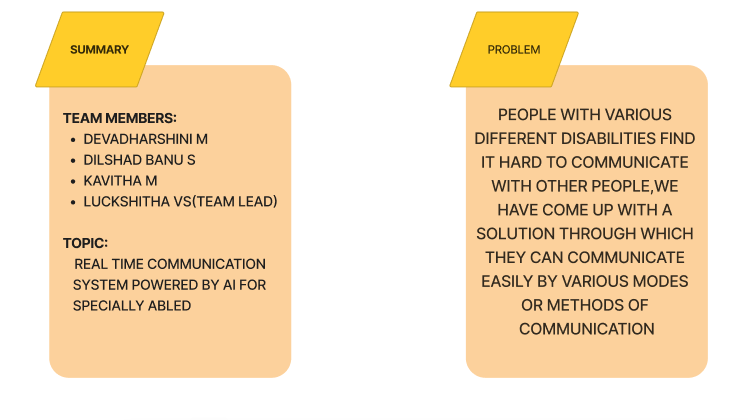 SUMMARY
TEAM MEMBERS:
• DEVADHARSHINI M
• DILSHAD BANU S
• KAVITHA M
• LUCKSHITHA VS(TEAM LEAD)
TOPIC:
REAL TIME COMMUNICATION
SYSTEM POWERED BY AI FOR
SPECIALLY ABLED
PROBLEM
PEOPLE WITH VARIOUS
DIFFERENT DISABILITIES FIND
IT HARD TO COMMUNICATE
WITH OTHER PEOPLE,WE
HAVE COME UP WITH A
SOLUTION THROUGH WHICH
THEY CAN COMMUNICATE
EASILY BY VARIOUS MODES
OR METHODS OF
COMMUNICATION